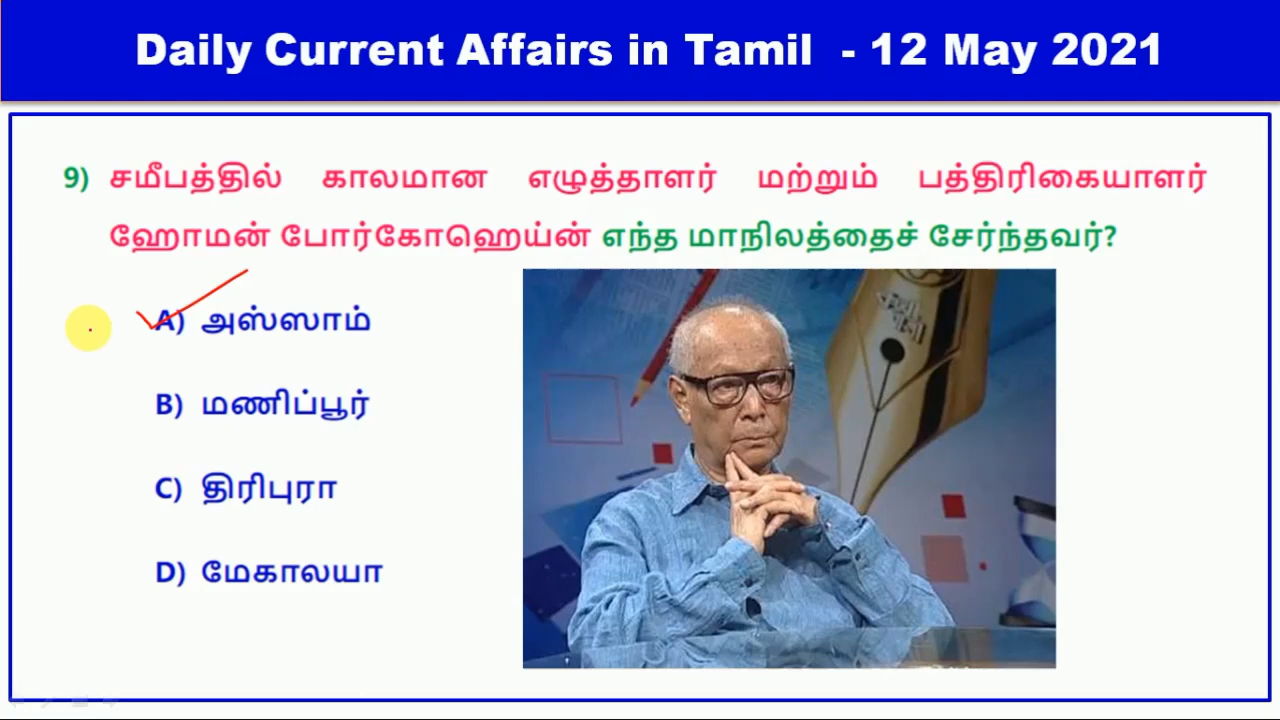 Daily Current Affairs in Tamil - 12 May 2021
9) சமீபத்தில் காலமான எழுத்தாளர் மற்றும் பத்திரிகையாளர்
ஹோமன் போர்கோஹெய்ன் எந்த மாநிலத்தைச் சேர்ந்தவர்?
A) அஸ்ஸாம்
B) மணிப்பூர்
C) திரிபுரா
D) மேகாலயா